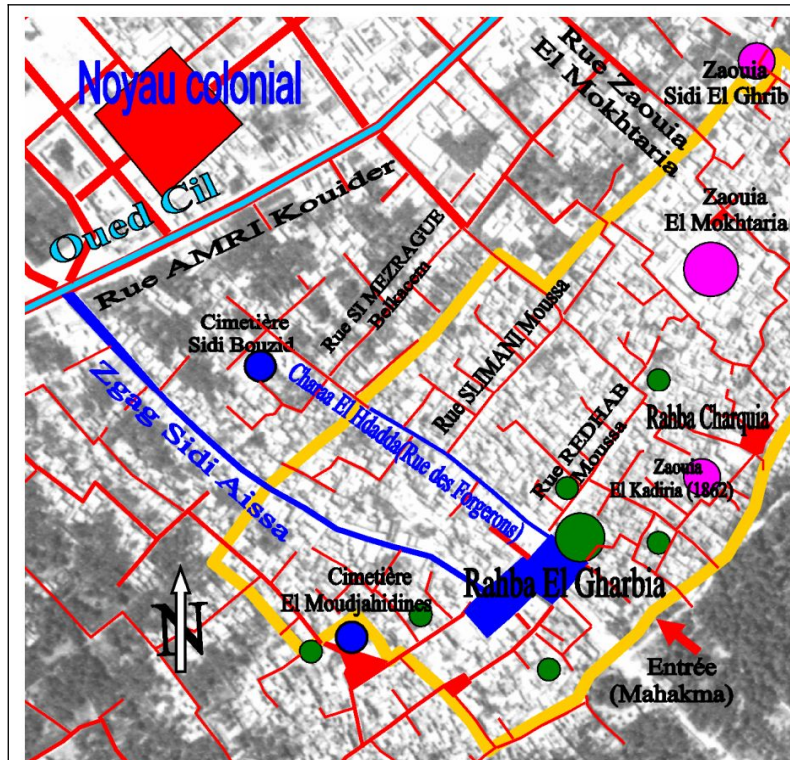 Noyau colonial
Rue Zaouia
El Mokhtaria
Zaouia
Sidi El Ghrib
Oued Cil
Rue AMRI Kouider
Zaouia
El Mokhtaria
Rue SI MEZRAGUE
Belkacem
Cimetière
Sidi Bouzid
Rue SLIMANI Moussa
Zgag Sidi Aissa
Charaa El Hdadda(Rue des Forgerons)
Rue REDHAB
Moussa
Rahba Charquia
Zaouia
El Kadiria (1862)
Cimetière
El Moudjahidines
Rahba El Gharbia
N
Entrée
(Mahakma)